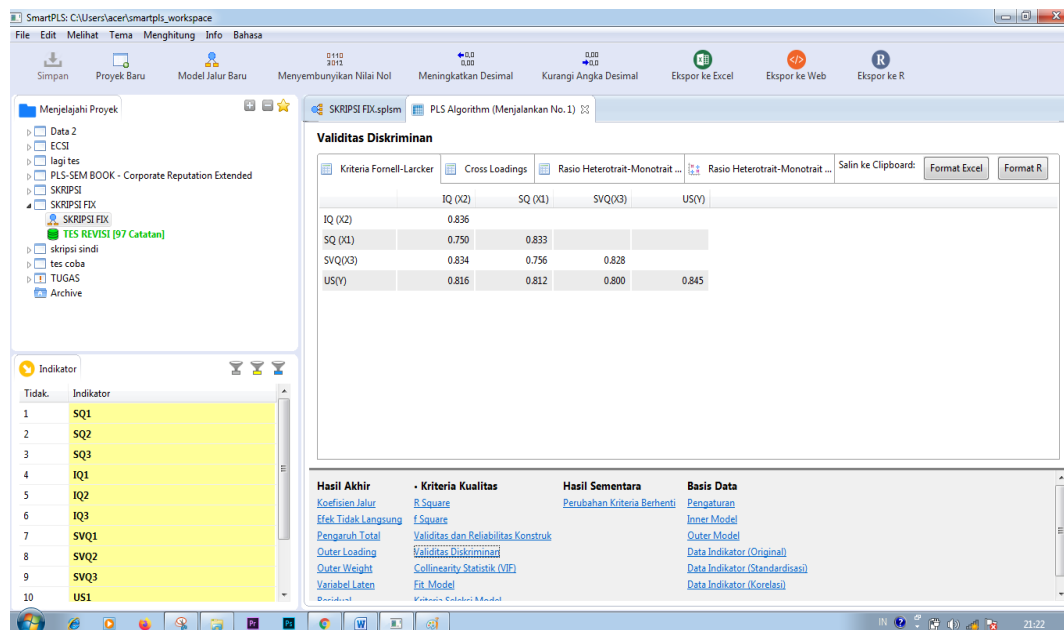 SmartPLS: C:\Users\acer\smartpls_workspace
File Edit Melihat Tema Menghitung Info Bahasa
Simpan Proyek Baru Model Jalur Baru Menyembunyikan Nilai Nol Meningkatkan Desimal Kurangi Angka Desimal Ekspor ke Excel Ekspor ke Web Ekspor ke R
Menjelajahi Proyek
Data 2
ECSI
lagi tes
PLS-SEM BOOK - Corporate Reputation Extended
SKRIPSI
SKRIPSI FIX
SKRIPSI FIX
TES REVISI [97 Catatan]
skripsi sindi
tes coba
TUGAS
Archive
Indikator
Tidak. Indikator
1 SQ1
2 SQ2
3 SQ3
4 IQ1
5 IQ2
6 IQ3
7 SVQ1
8 SVQ2
9 SVQ3
10 US1
SKRIPSI FIX.splsm PLS Algorithm (Menjalankan No. 1)
Validitas Diskriminan
Kriteria Fornell-Larcker Cross Loadings Rasio Heterotrait-Monotrait ... Rasio Heterotrait-Monotrait ... Salin ke Clipboard: Format Excel Format R
IQ (X2) SQ (X1) SVQ(X3) US(Y)
IQ (X2) 0.836
SQ (X1) 0.750 0.833
SVQ(X3) 0.834 0.756 0.828
US(Y) 0.816 0.812 0.800 0.845
Hasil Akhir
Koefisien Jalur
Efek Tidak Langsung
Pengaruh Total
Outer Loading
Outer Weight
Variabel Laten
Residual
Kriteria Kualitas
R Square
f Square
Validitas dan Reliabilitas Konstruk
Validitas Diskriminan
Collinearity Statistik (VIF)
Fit Model
Kriteria Seleksi Model
Hasil Sementara
Perubahan Kriteria Berhenti
Basis Data
Pengaturan
Inner Model
Outer Model
Data Indikator (Original)
Data Indikator (Standardisasi)
Data Indikator (Korelasi)
IN 21:22